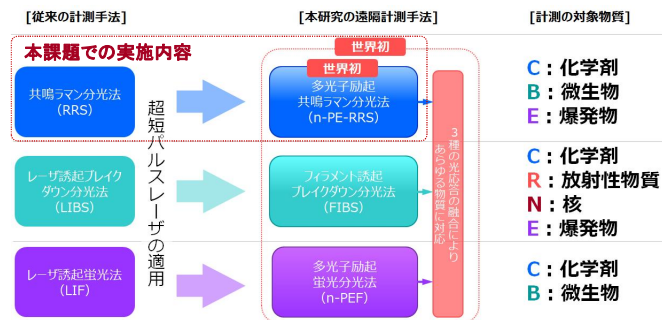 [従来の計測手法]
[本研究の遠隔計測手法]
[計測の対象物質]
本課題での実施内容
世界初
世界初
共鳴ラマン分光法
(RRS)
超短パルスレーザの適用
多光子励起
共鳴ラマン分光法
(n-PE-RRS)
3種の光応答の融合により
あらゆる物質に対応
C：化学剤
B：微生物
E：爆発物
レーザ誘起ブレイク
ダウン分光法
(LIBS)
フィラメント誘起
ブレイクダウン分光法
(FIBS)
C：化学剤
R：放射性物質
N：核
E：爆発物
レーザ誘起蛍光法
(LIF)
多光子励起
蛍光分光法
(n-PEF)
C：化学剤
B：微生物